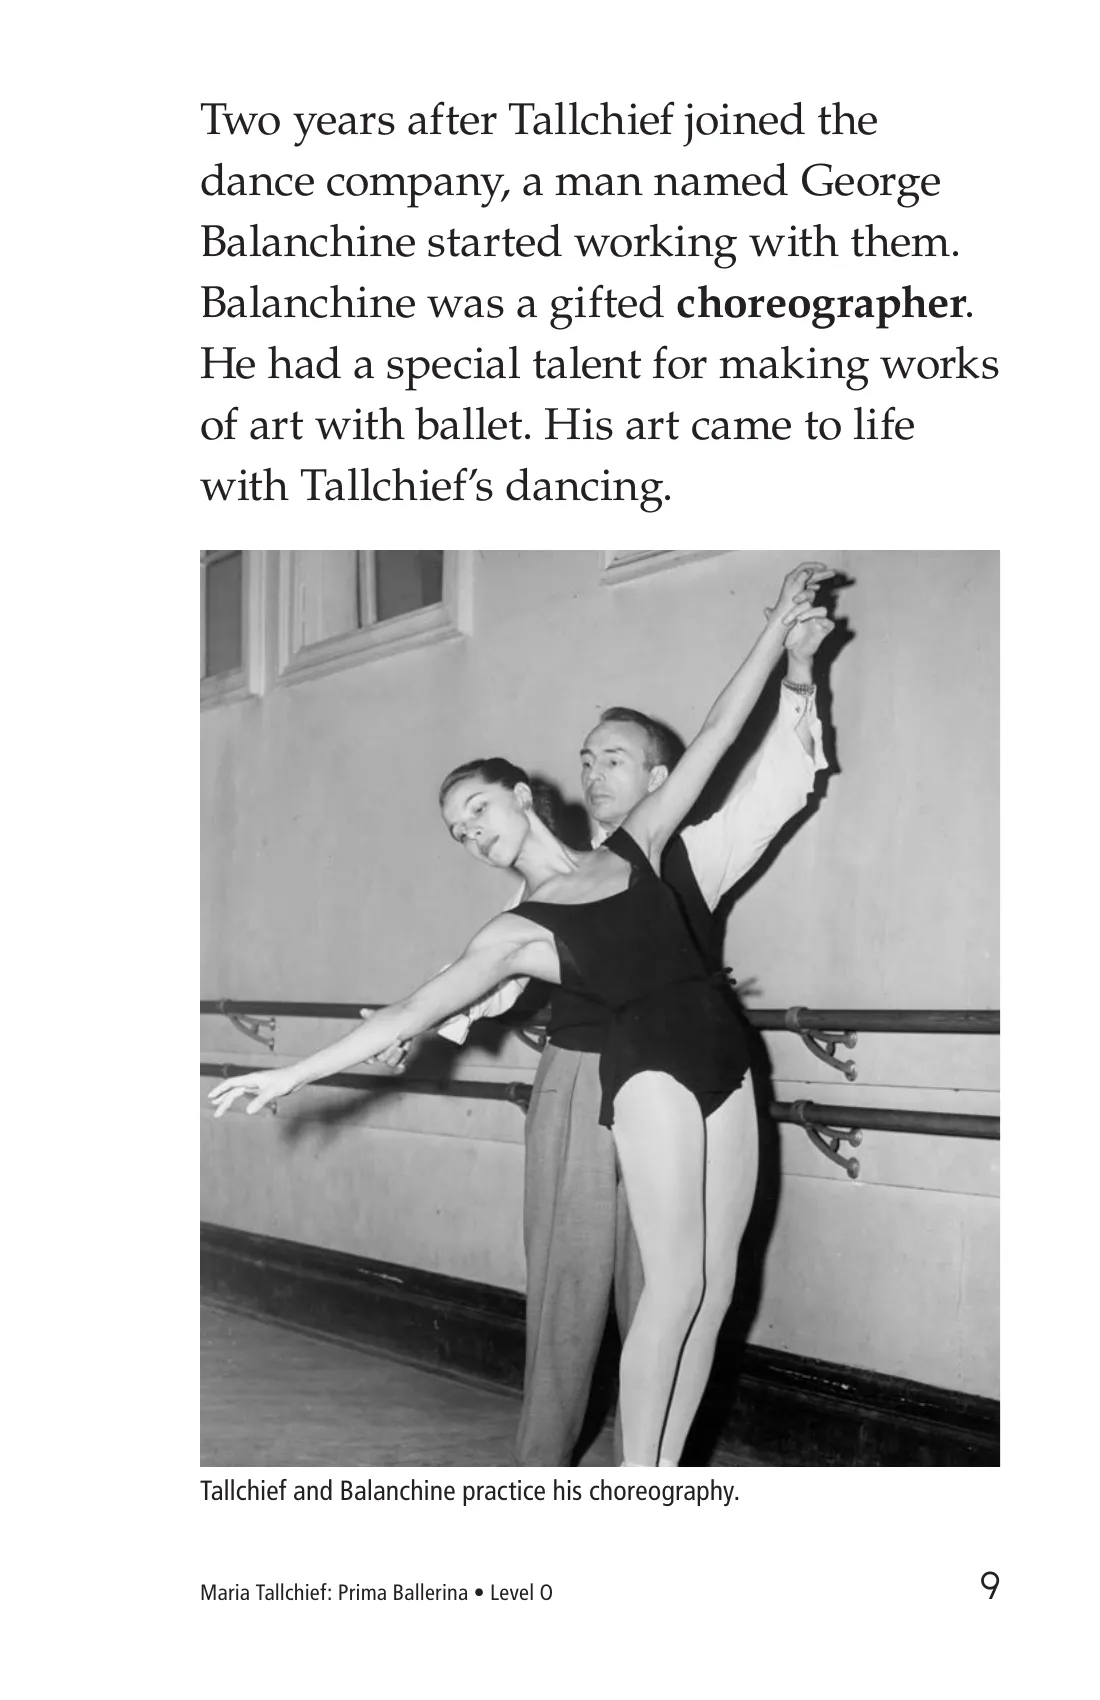 Two years after Tallchief joined the
dance company, a man named George
Balanchine started working with them.
Balanchine was a gifted choreographer.
He had a special talent for making works
of art with ballet. His art came to life
with Tallchief’s dancing.
Tallchief and Balanchine practice his choreography.
Maria Tallchief: Prima Ballerina • Level O
9